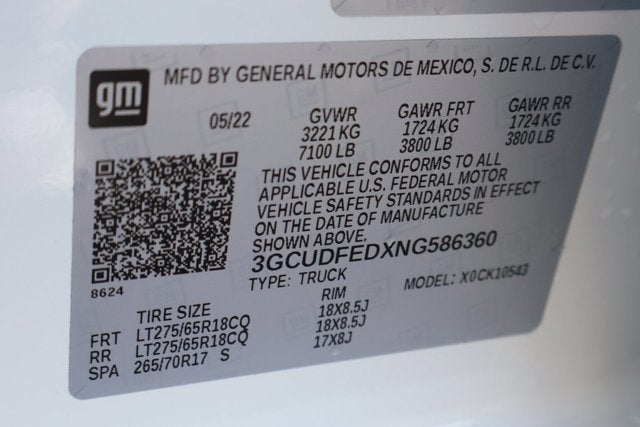 gm
MFD BY GENERAL MOTORS DE MEXICO, S. DE R.L. DE C.V.
05/22 GVWR GAWR FRT GAWR RR
3221 KG 1724 KG 1724 KG
7100 LB 3800 LB 3800 LB
THIS VEHICLE CONFORMS TO ALL
APPLICABLE U.S. FEDERAL MOTOR
VEHICLE SAFETY STANDARDS IN EFFECT
ON THE DATE OF MANUFACTURE
SHOWN ABOVE.
3GCUDFEDXNG586360
8624
TYPE: TRUCK MODEL: X0CK10543
TIRE SIZE RIM
FRT LT275/65R18CQ 18X8.5J
RR LT275/65R18CQ 18X8.5J
SPA 265/70R17 S 17X8J